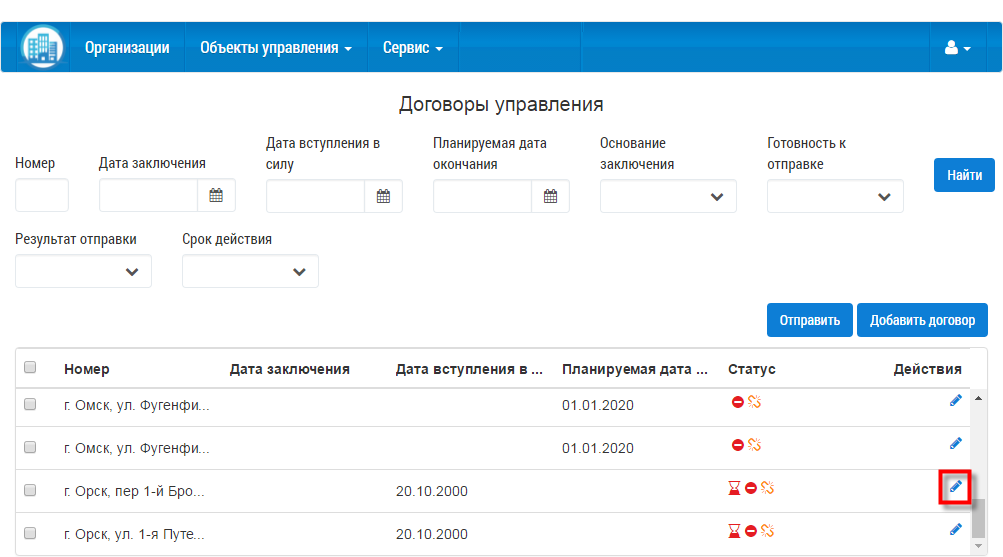 Организации Объекты управления Сервис
Договоры управления
Номер
Дата заключения
Дата вступления в
силу
Планируемая дата
окончания
Основание
заключения
Готовность к
отправке
Найти
Результат отправки
Срок действия
Отправить Добавить договор
Номер Дата заключения Дата вступления в ... Планируемая дата ... Статус Действия
г. Омск, ул. Фугенфи... 01.01.2020
г. Омск, ул. Фугенфи... 01.01.2020
г. Орск, пер 1-й Бро... 20.10.2000
г. Орск, ул. 1-я Путе... 20.10.2000